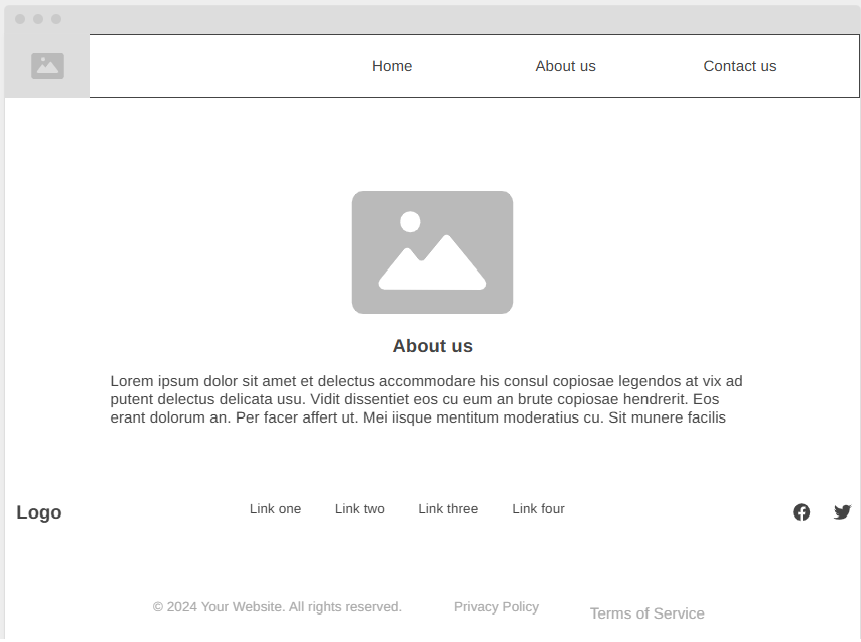 Home About us Contact us
About us
Lorem ipsum dolor sit amet et delectus accommodare his consul copiosae legendos at vix ad
putent delectus delicata usu. Vidit dissentiet eos cu eum an brute copiosae hendrerit. Eos
erant dolorum an. Per facer affert ut. Mei iisque mentitum moderatius cu. Sit munere facilis
Logo Link one Link two Link three Link four
© 2024 Your Website. All rights reserved. Privacy Policy Terms of Service